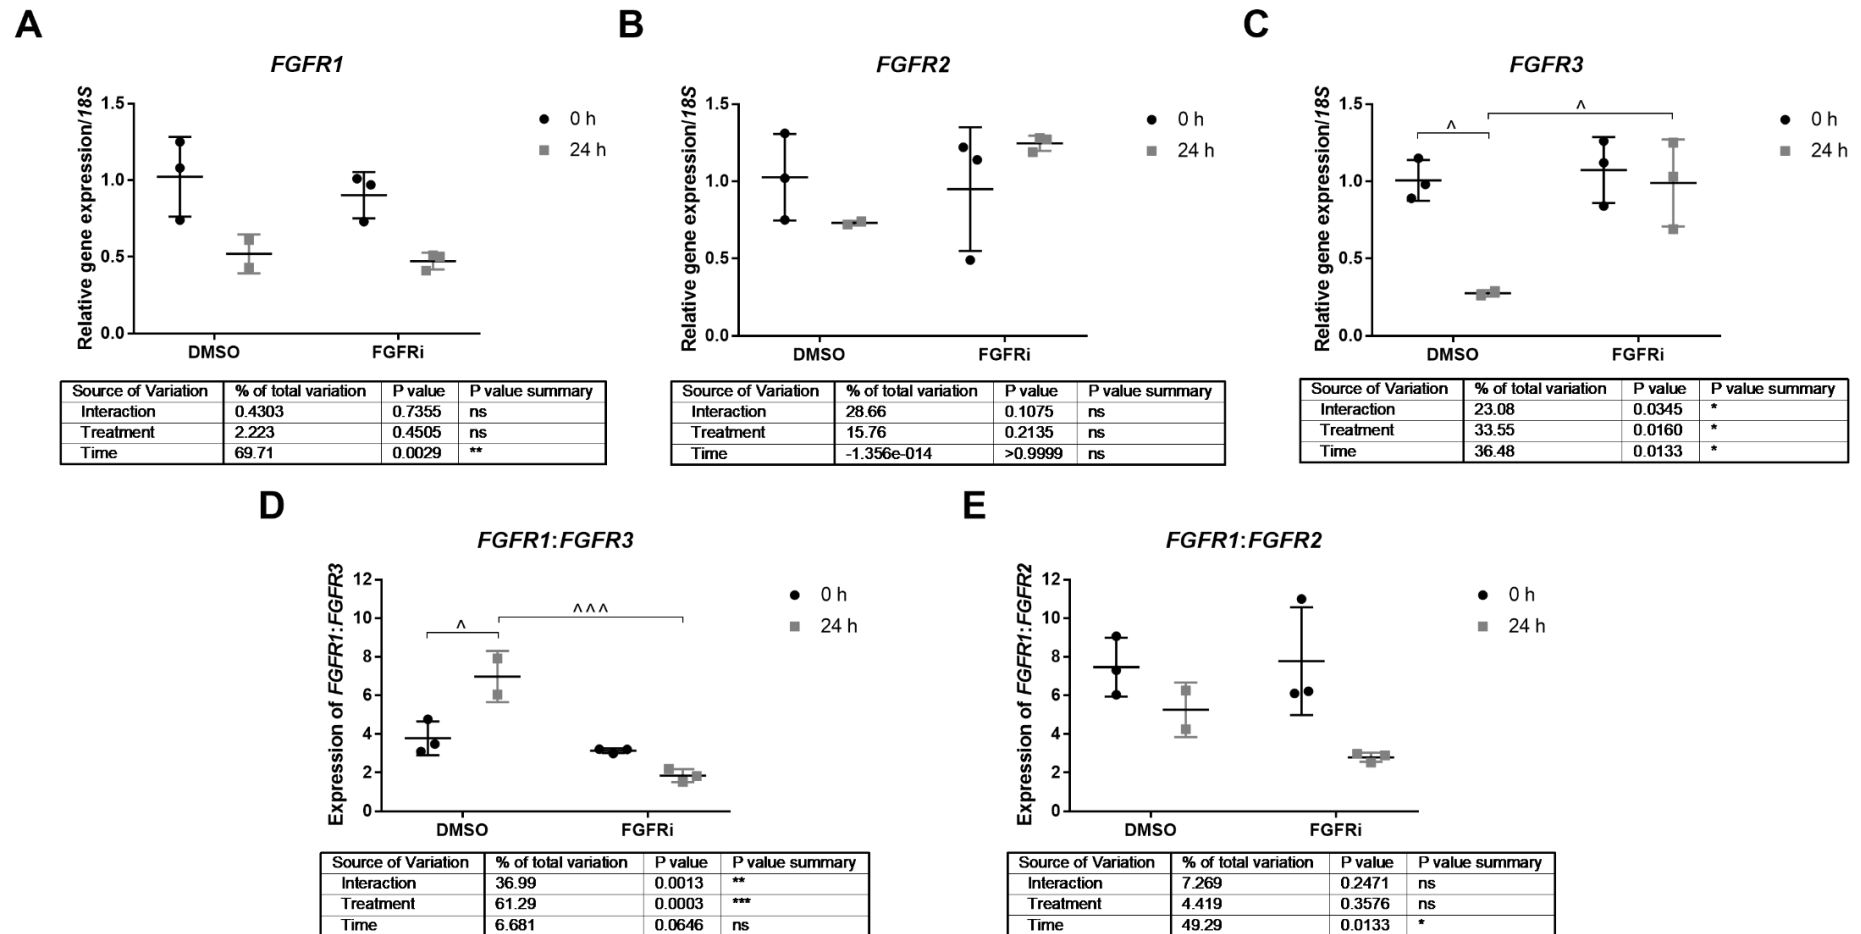 A
FGFR1
Relative gene expression/18S
1.5
1.0
0.5
0.0
DMSO
FGFRi
0 h
24 h
Source of Variation % of total variation P value P value summary
Interaction 0.4303 0.7355 ns
Treatment 2.223 0.4505 ns
Time 69.71 0.0029 **
B
FGFR2
Relative gene expression/18S
1.5
1.0
0.5
0.0
DMSO
FGFRi
0 h
24 h
Source of Variation % of total variation P value P value summary
Interaction 28.66 0.1075 ns
Treatment 15.76 0.2135 ns
Time -1.356e-014 >0.9999 ns
C
FGFR3
Relative gene expression/18S
1.5
1.0
0.5
0.0
^
^
DMSO
FGFRi
0 h
24 h
Source of Variation % of total variation P value P value summary
Interaction 23.08 0.0345 *
Treatment 33.55 0.0160 *
Time 36.48 0.0133 *
D
FGFR1:FGFR3
Expression of FGFR1:FGFR3
12
10
8
6
4
2
0
^
^^^
DMSO
FGFRi
0 h
24 h
Source of Variation % of total variation P value P value summary
Interaction 36.99 0.0013 **
Treatment 61.29 0.0003 ***
Time 6.681 0.0646 ns
E
FGFR1:FGFR2
Expression of FGFR1:FGFR2
12
10
8
6
4
2
0
DMSO
FGFRi
0 h
24 h
Source of Variation % of total variation P value P value summary
Interaction 7.269 0.2471 ns
Treatment 4.419 0.3576 ns
Time 49.29 0.0133 *